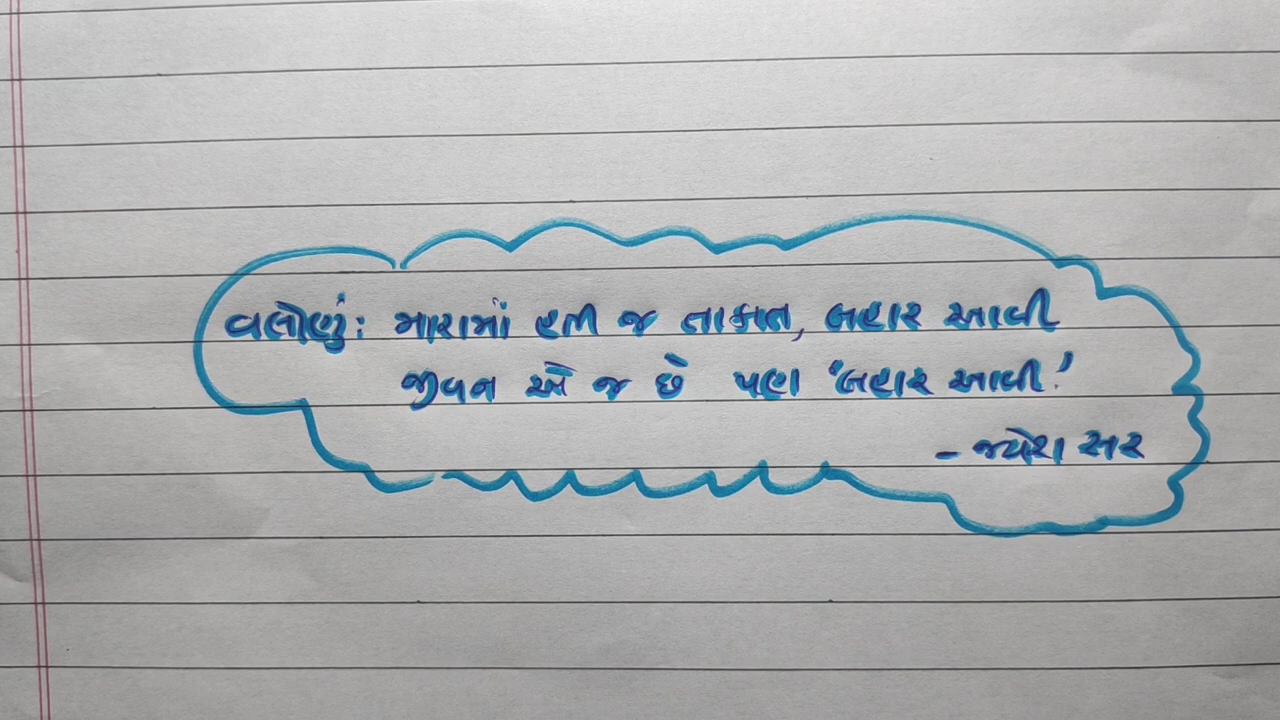 વલોણું: મારામાં હતી જ તાકાત, બહાર આવી
જીવન એ જ છે પણ 'બહાર આવી!'
- જયેશ સર